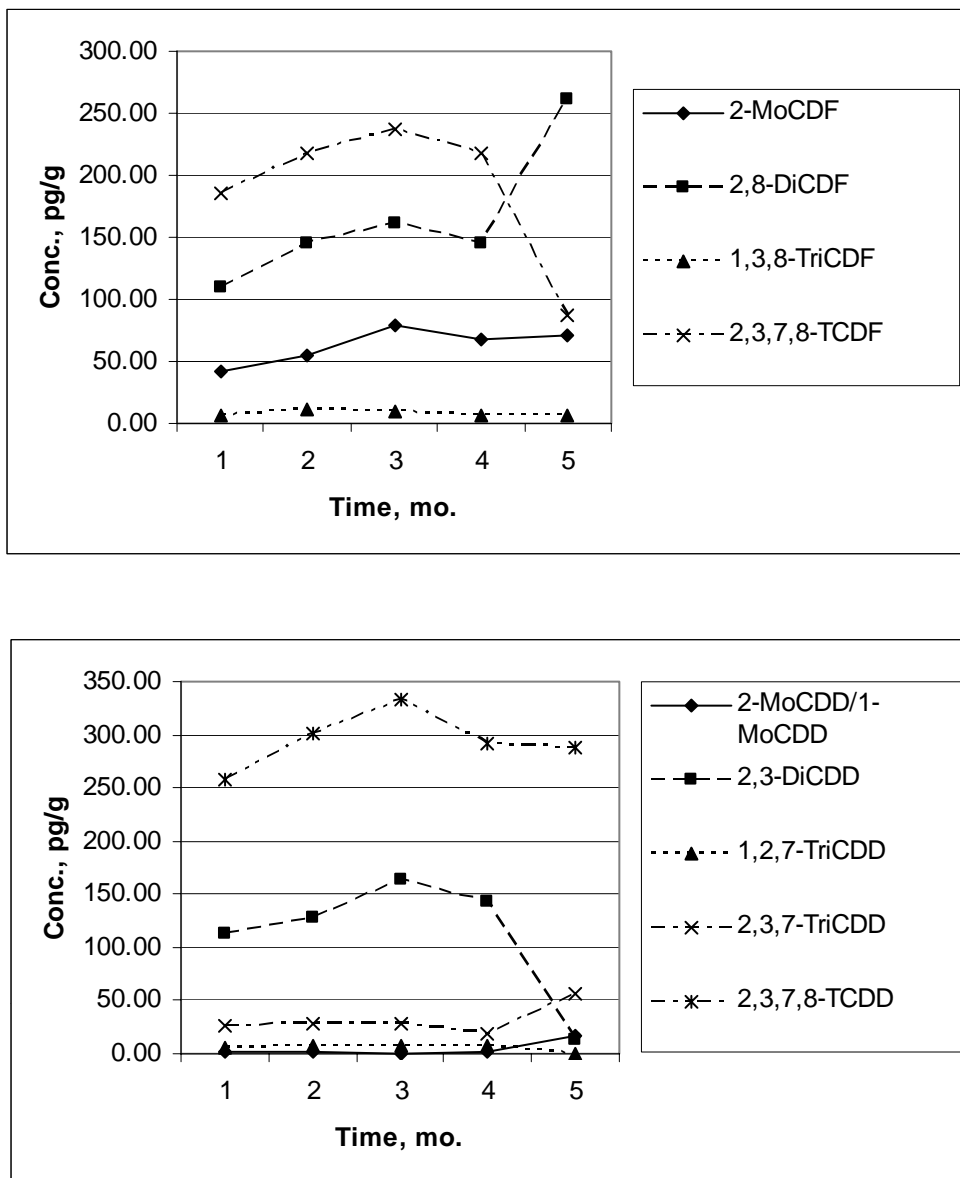 300.00
250.00
200.00
150.00
100.00
50.00
0.00
Conc., pg/g
1 2 3 4 5
Time, mo.
2-MoCDF
2,8-DiCDF
1,3,8-TriCDF
2,3,7,8-TCDF
350.00
300.00
250.00
200.00
150.00
100.00
50.00
0.00
Conc., pg/g
1 2 3 4 5
Time, mo.
2-MoCDD/1-
MoCDD
2,3-DiCDD
1,2,7-TriCDD
2,3,7-TriCDD
2,3,7,8-TCDD